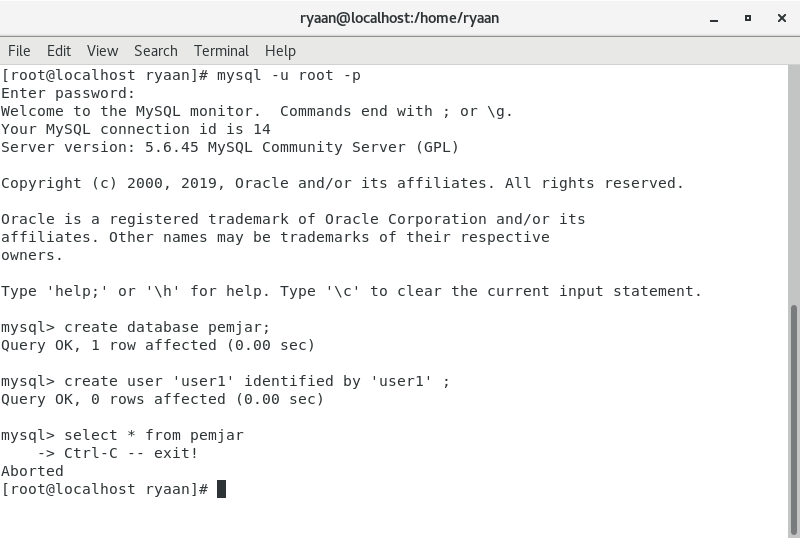 ryaan@localhost:/home/ryaan
File Edit View Search Terminal Help
[root@localhost ryaan]# mysql -u root -p
Enter password:
Welcome to the MySQL monitor.  Commands end with ; or \g.
Your MySQL connection id is 14
Server version: 5.6.45 MySQL Community Server (GPL)

Copyright (c) 2000, 2019, Oracle and/or its affiliates. All rights reserved.

Oracle is a registered trademark of Oracle Corporation and/or its
affiliates. Other names may be trademarks of their respective
owners.

Type 'help;' or '\h' for help. Type '\c' to clear the current input statement.

mysql> create database pemjar;
Query OK, 1 row affected (0.00 sec)

mysql> create user 'user1' identified by 'user1' ;
Query OK, 0 rows affected (0.00 sec)

mysql> select * from pemjar
    -> Ctrl-C -- exit!
Aborted
[root@localhost ryaan]#